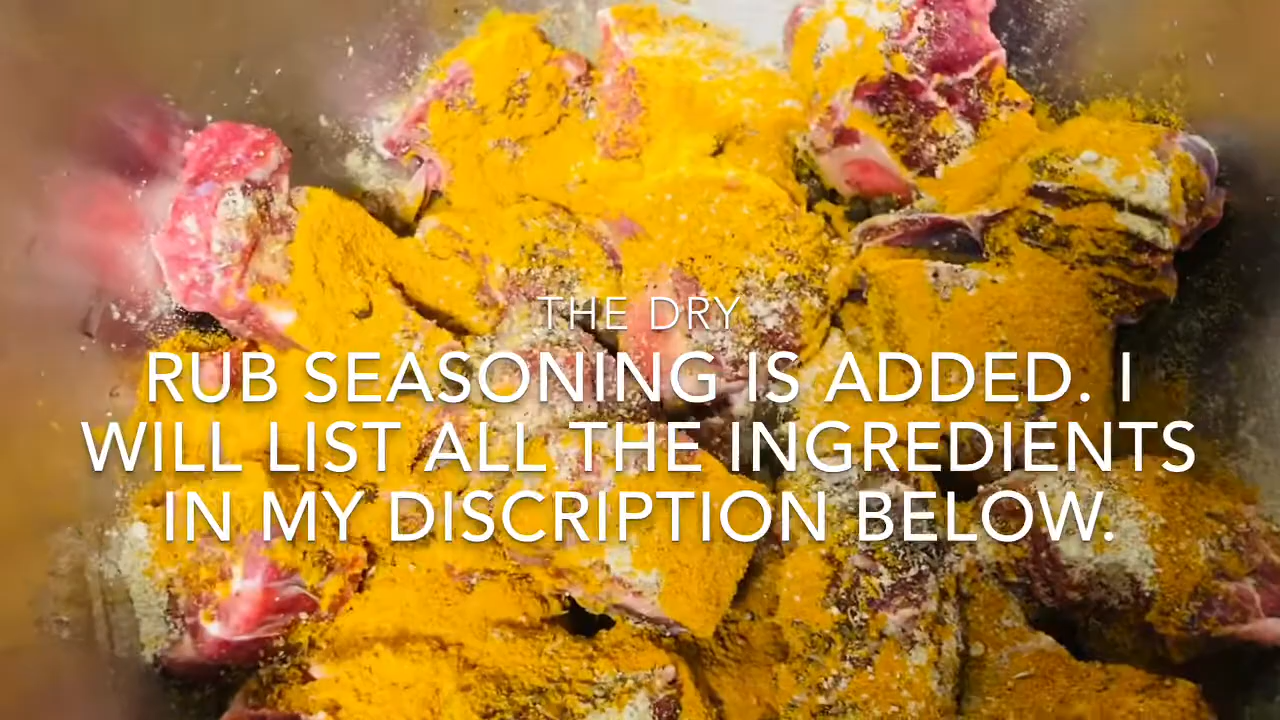 THE DRY
RUB SEASONING IS ADDED. I
WILL LIST ALL THE INGREDIENTS
IN MY DISCRIPTION BELOW.